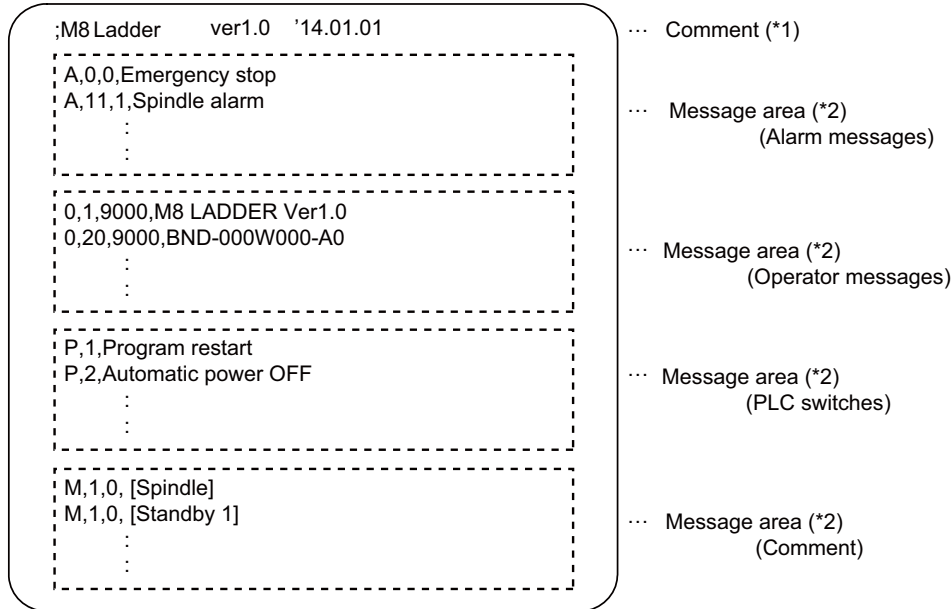 ;M8 Ladder ver1.0 '14.01.01 ··· Comment (*1)
A,0,0,Emergency stop
A,11,1,Spindle alarm
:
:
··· Message area (*2)
(Alarm messages)
0,1,9000,M8 LADDER Ver1.0
0,20,9000,BND-000W000-A0
:
:
··· Message area (*2)
(Operator messages)
P,1,Program restart
P,2,Automatic power OFF
:
:
··· Message area (*2)
(PLC switches)
M,1,0, [Spindle]
M,1,0, [Standby 1]
:
:
··· Message area (*2)
(Comment)